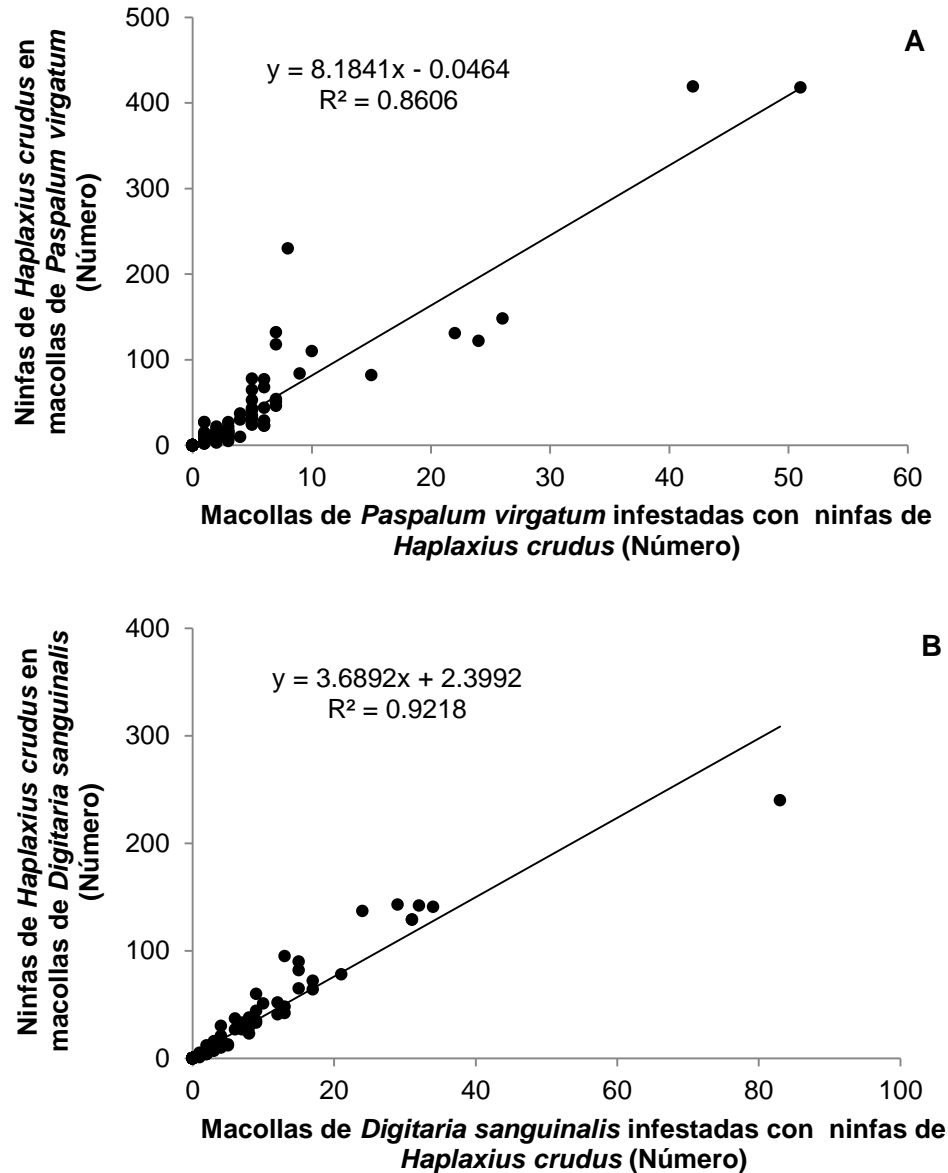 A
y = 8.1841x - 0.0464
R² = 0.8606
Ninfas de Haplaxius crudus en
macollas de Paspalum virgatum
(Número)
500
400
300
200
100
0
0 10 20 30 40 50 60
Macollas de Paspalum virgatum infestadas con ninfas de
Haplaxius crudus (Número)
B
y = 3.6892x + 2.3992
R² = 0.9218
Ninfas de Haplaxius crudus en
macollas de Digitaria sanguinalis
(Número)
400
300
200
100
0
0 20 40 60 80 100
Macollas de Digitaria sanguinalis infestadas con ninfas de
Haplaxius crudus (Número)